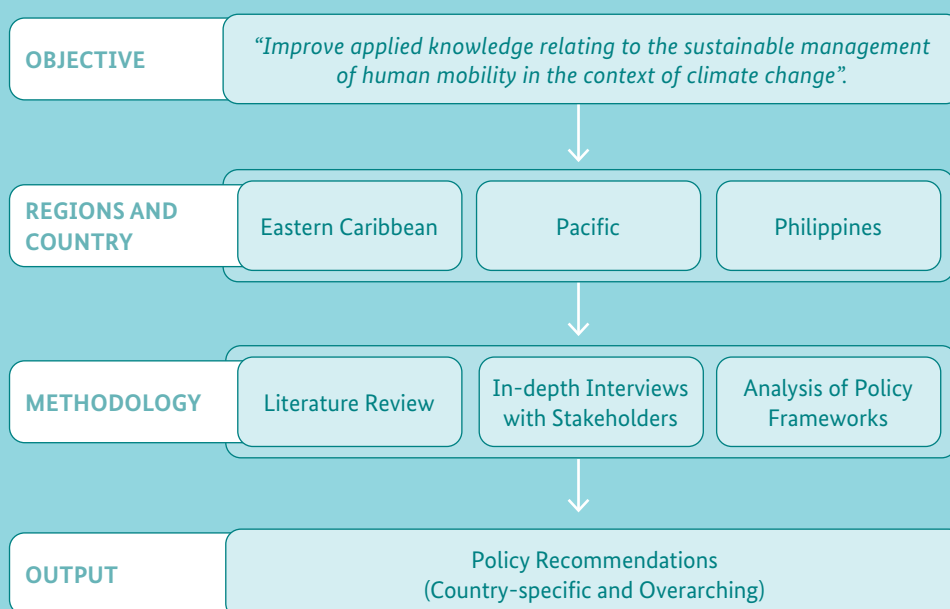 OBJECTIVE
“Improve applied knowledge relating to the sustainable management
of human mobility in the context of climate change”.
REGIONS AND
COUNTRY
Eastern Caribbean
Pacific
Philippines
METHODOLOGY
Literature Review
In-depth Interviews
with Stakeholders
Analysis of Policy
Frameworks
OUTPUT
Policy Recommendations
(Country-specific and Overarching)